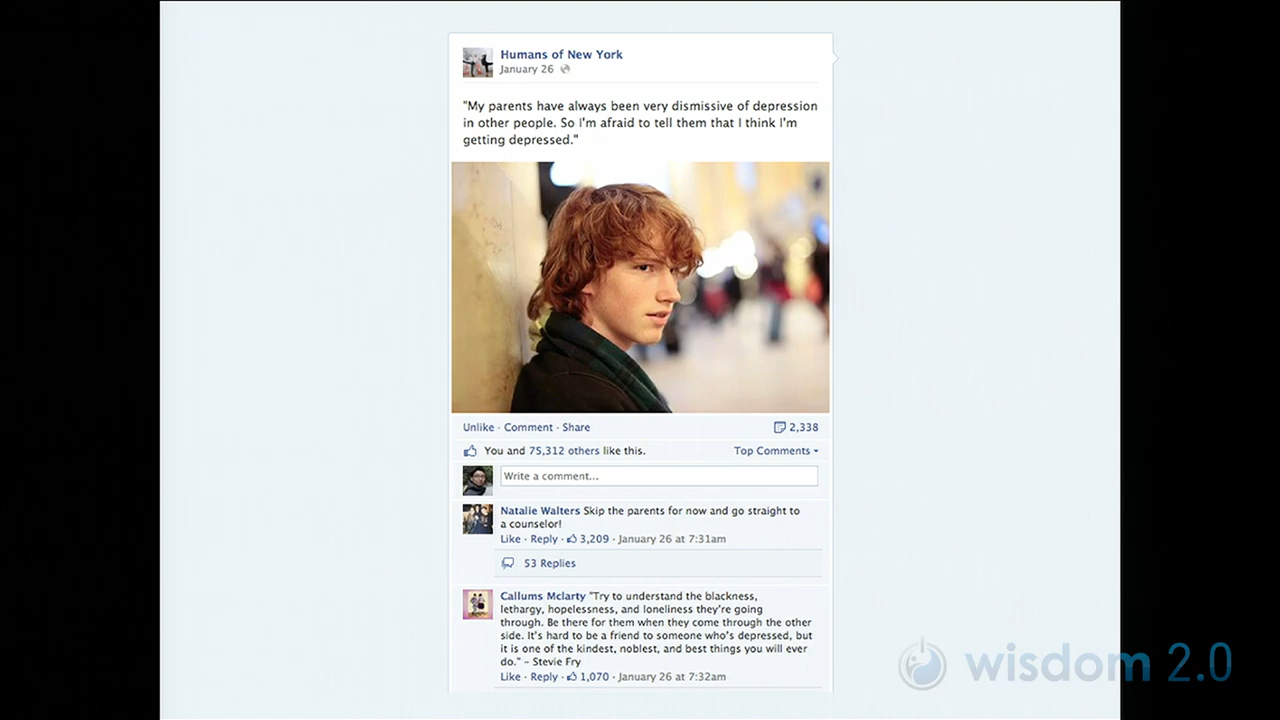 Humans of New York
January 26
"My parents have always been very dismissive of depression
in other people. So I'm afraid to tell them that I think I'm
getting depressed."
Unlike · Comment · Share
2,338
You and 75,312 others like this.
Top Comments
Write a comment...
Natalie Walters Skip the parents for now and go straight to
a counselor!
Like · Reply · 3,209 · January 26 at 7:31am
53 Replies
Callums Mclarty "Try to understand the blackness,
lethargy, hopelessness, and loneliness they're going
through. Be there for them when they come through the other
side. It's hard to be a friend to someone who's depressed, but
it is one of the kindest, noblest, and best things you will ever
do." – Stevie Fry
Like · Reply · 1,070 · January 26 at 7:32am
wisdom 2.0